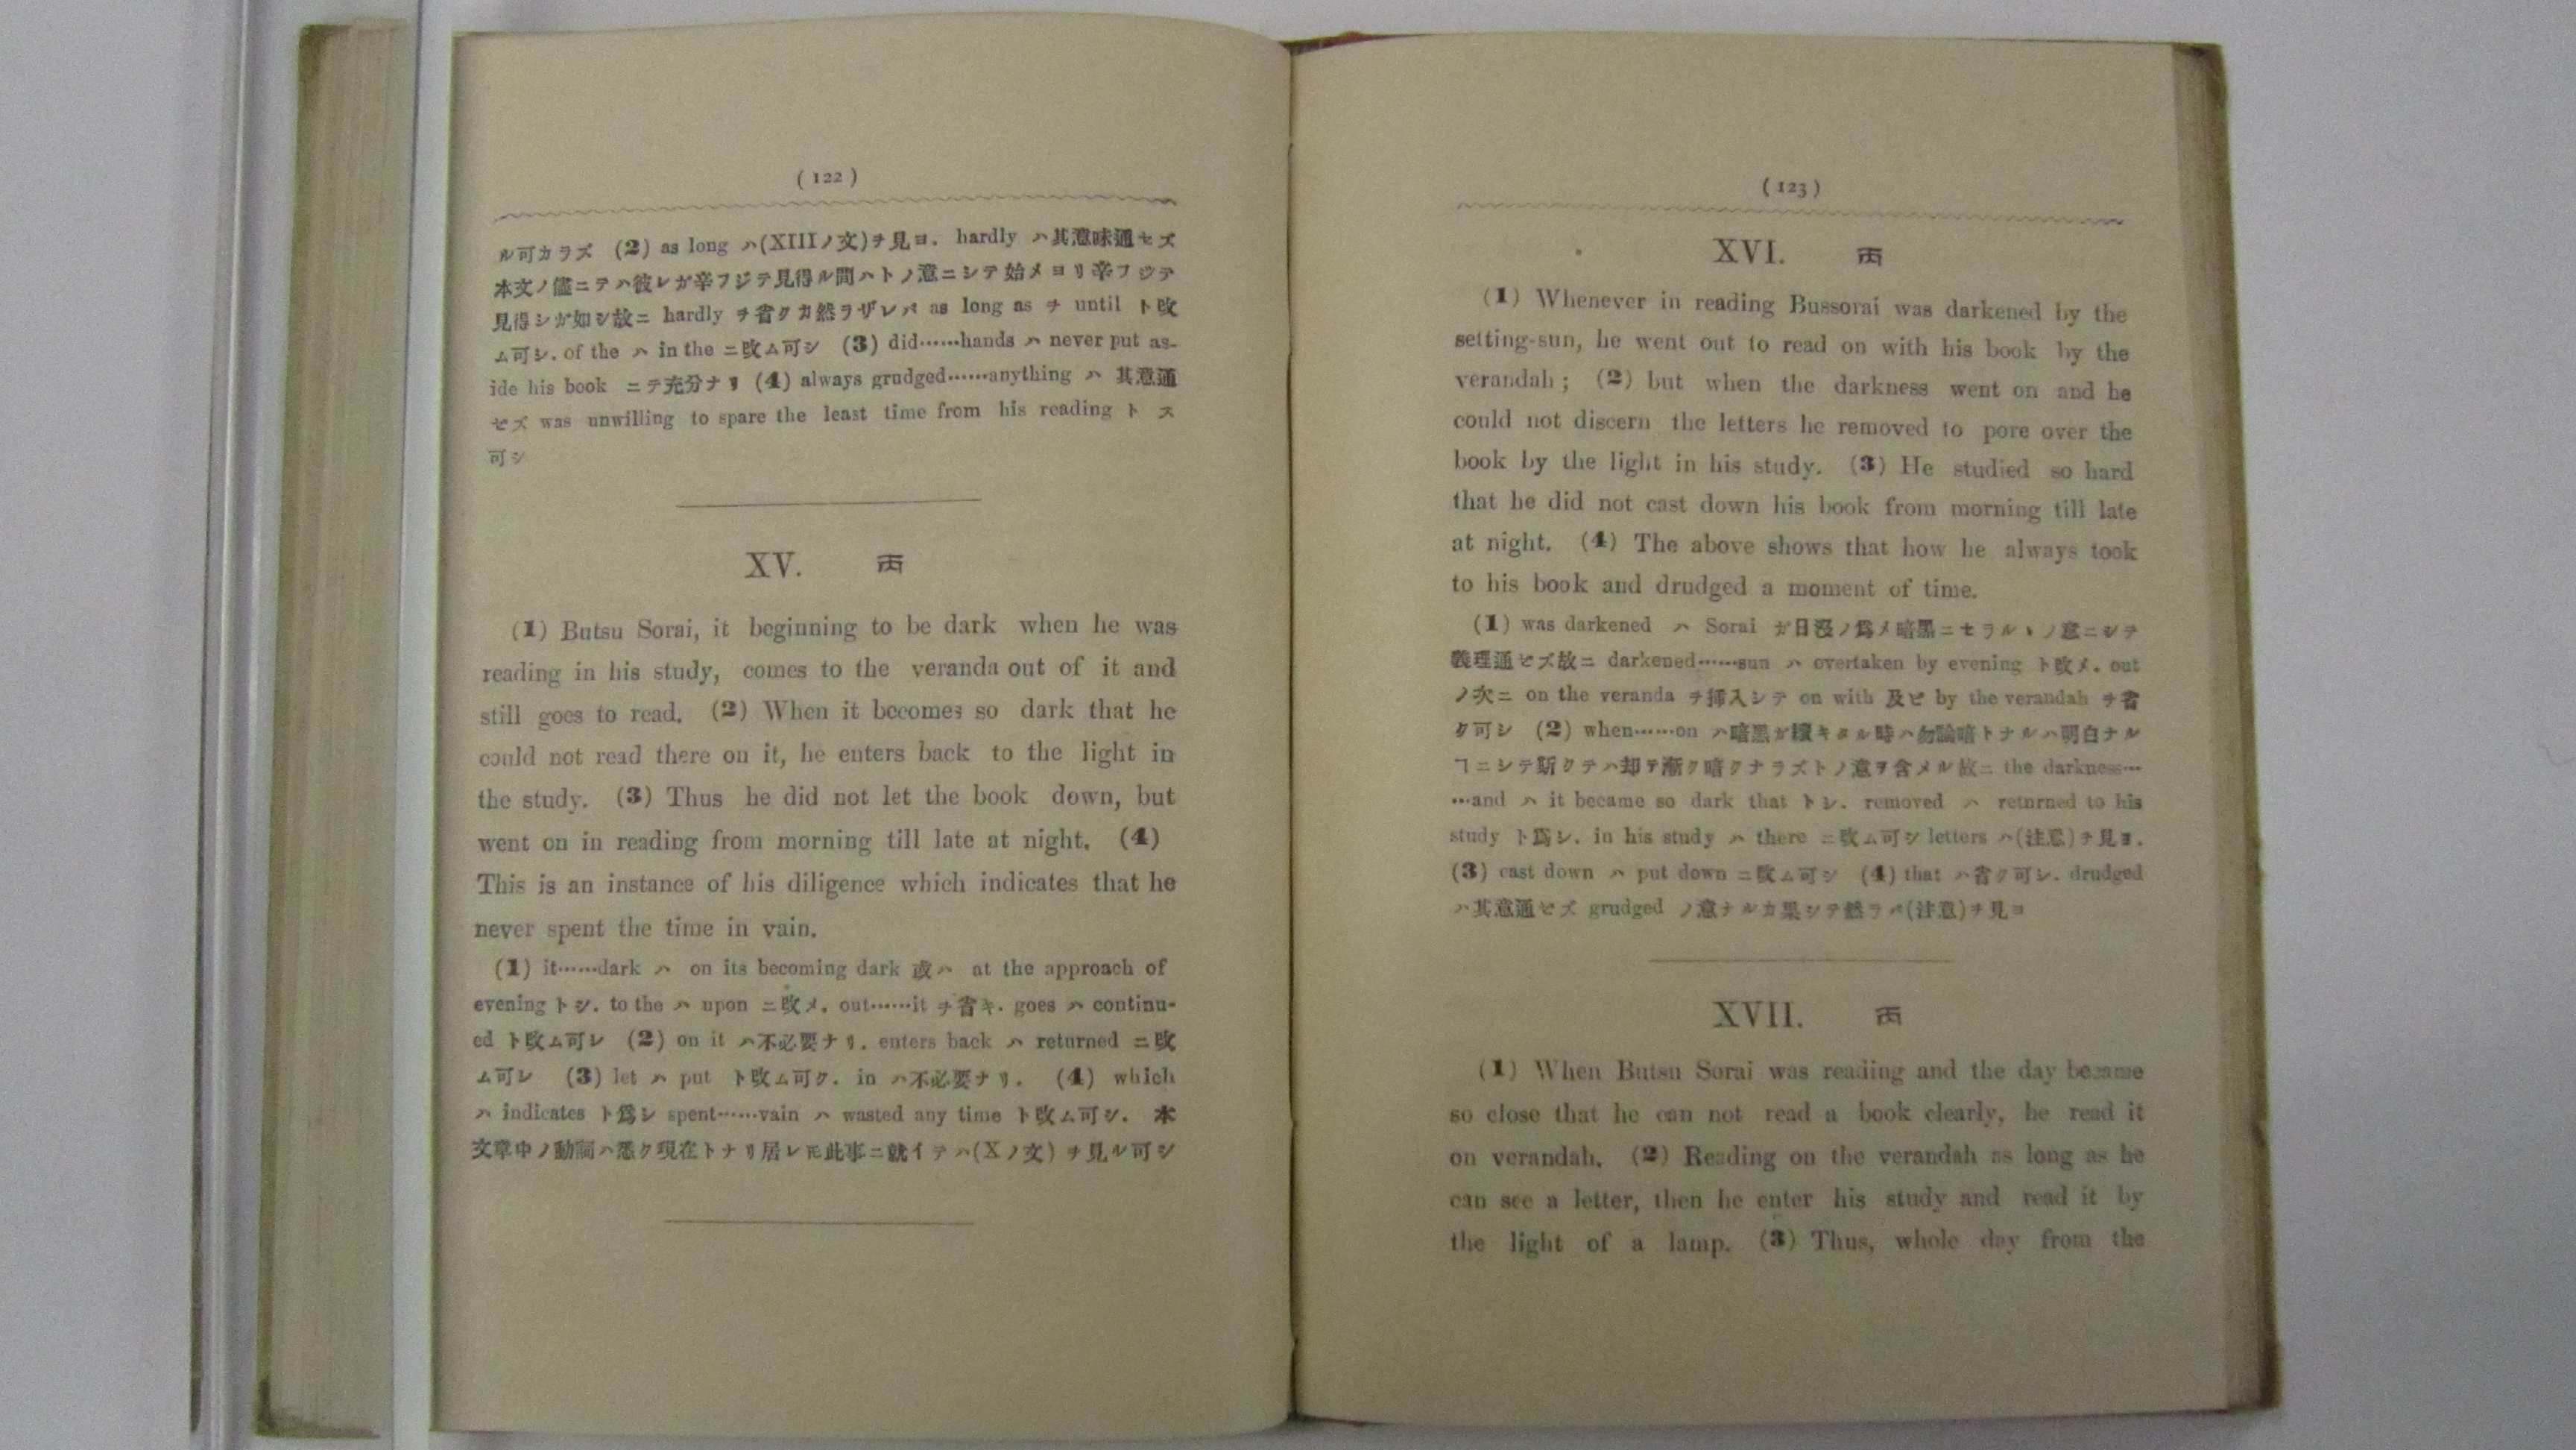 ( 122 )
ル可カラズ (2) as long ハ(XIIIノ文)チ見ヨ. hardly ハ其意味通セズ
本文ノ儘ニテハ彼レガ辛フジテ見得ル間ハトノ意ニシテ始メヨリ辛フジテ
見得シガ如シ故ニ hardly チ省クカ然ラザレバ as long as チ until ト改
ム可シ. of the ハ in the ニ改ム可シ (3) did……hands ハ never put as-
ide his book ニテ充分ナリ (4) always grudged……anything ハ 其意通
セズ was unwilling to spare the least time from his reading ト ス
可シ
XV. 丙
(1) Butsu Sorai, it beginning to be dark when he was
reading in his study, comes to the veranda out of it and
still goes to read. (2) When it becomes so dark that he
could not read there on it, he enters back to the light in
the study. (3) Thus he did not let the book down, but
went on in reading from morning till late at night. (4)
This is an instance of his diligence which indicates that he
never spent the time in vain.
(1) it……dark ハ on its becoming dark 或ハ at the approach of
evening トシ. to the ハ upon ニ改メ. out……it チ省キ. goes ハ continu-
ed ト改ム可シ (2) on it ハ不必要ナリ. enters back ハ returned ニ改
ム可シ (3) let ハ put ト改ム可ク. in ハ不必要ナリ. (4) which
ハ indicates ト爲シ spent……vain ハ wasted any time ト改ム可シ. 本
文章中ノ動詞ハ悉ク現在トナリ居レ𪜈此事ニ就イテハ(Xノ文) チ見ル可シ
( 123 )
XVI. 丙
(1) Whenever in reading Bussorai was darkened by the
setting-sun, he went out to read on with his book by the
verandah ; (2) but when the darkness went on and he
could not discern the letters he removed to pore over the
book by the light in his study. (3) He studied so hard
that he did not cast down his book from morning till late
at night. (4) The above shows that how he always took
to his book and drudged a moment of time.
(1) was darkened ハ Sorai ガ日沒ノ爲メ暗黒ニセラルヽノ意ニシテ
義理通セズ故ニ darkened……sun ハ overtaken by evening ト改メ. out
ノ次ニ on the veranda チ挿入シテ on with 及ビ by the verandah チ省
ク可シ (2) when……on ハ暗黒ガ續キタル時ハ勿論暗トナルハ明白ナル
ヿニシテ斯クテハ却テ漸ク暗クナラズトノ意ヲ含メル故ニ the darkness…
…and ハ it became so dark that トシ. removed ハ returned to his
study ト爲シ. in his study ハ there ニ改ム可シ letters ハ(注意)チ見ヨ.
(3) cast down ハ put down ニ改ム可シ (4) that ハ省ク可シ. drudged
ハ其意通セズ grudged ノ意ナルカ果シテ然ラバ(注意)チ見ヨ
XVII. 丙
(1) When Butsu Sorai was reading and the day became
so close that he can not read a book clearly, he read it
on verandah. (2) Reading on the verandah as long as he
can see a letter, then he enter his study and read it by
the light of a lamp. (3) Thus, whole day from the